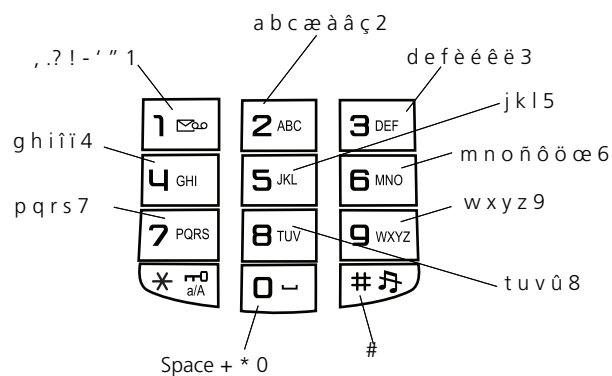 a b c æ à â ç 2
, .? ! - ‘ ” 1
d e f è é ê ë 3
j k l 5
1
2 ABC
3 DEF
g h i î ï 4
m n o ñ ô ö œ 6
4 GHI
5 JKL
6 MNO
p q r s 7
w x y z 9
7 PQRS
8 TUV
9 WXYZ
* a/A
0
#
t u v û 8
#
Space + * 0